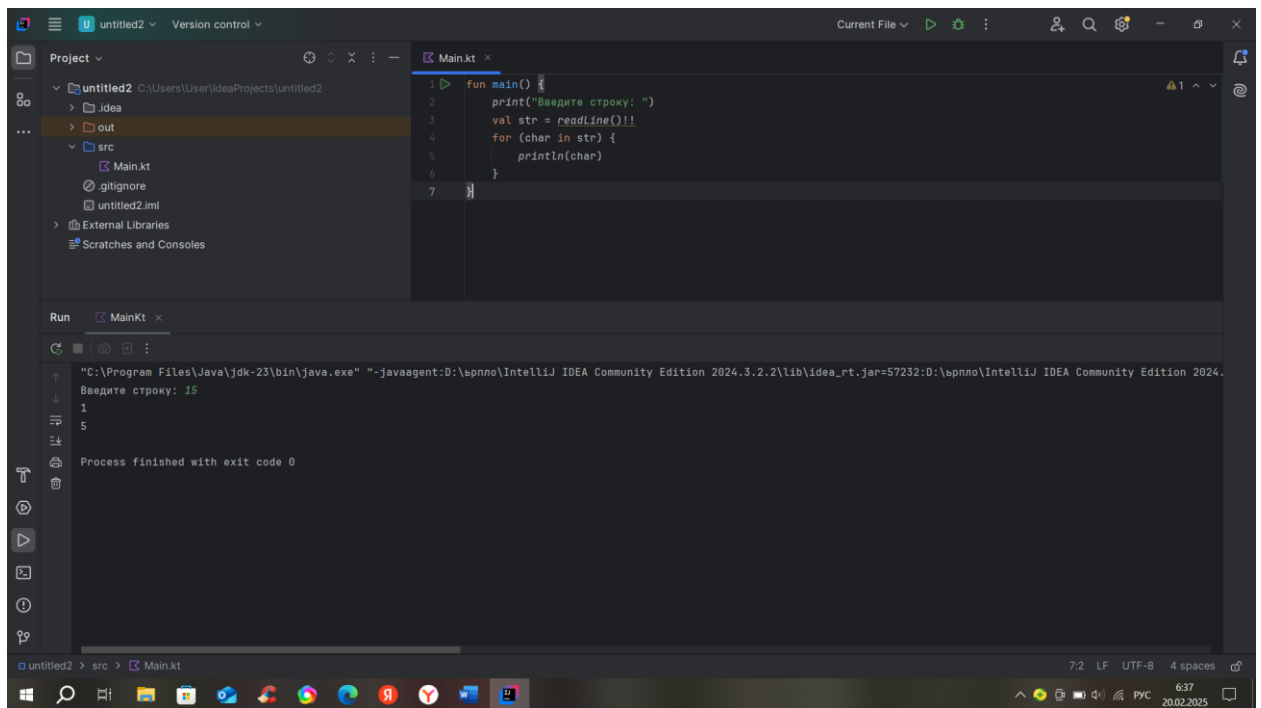 U untitled2 Version control Current File
Project
Main.kt
untitled2 C:\Users\User\IdeaProjects\untitled2
.idea
out
src
Main.kt
.gitignore
untitled2.iml
External Libraries
Scratches and Consoles
1 fun main() {
2 print("Введите строку: ")
3 val str = readLine()!!
4 for (char in str) {
5 println(char)
6 }
7 }
1
Run MainKt
"C:\Program Files\Java\jdk-23\bin\java.exe" "-javaagent:D:\ьрпло\IntelliJ IDEA Community Edition 2024.3.2.2\lib\idea_rt.jar=57232:D:\ьрпло\IntelliJ IDEA Community Edition 2024.
Введите строку: 15
1
5
Process finished with exit code 0
untitled2 > src > Main.kt 7:2 LF UTF-8 4 spaces
РУС 6:37
20.02.2025